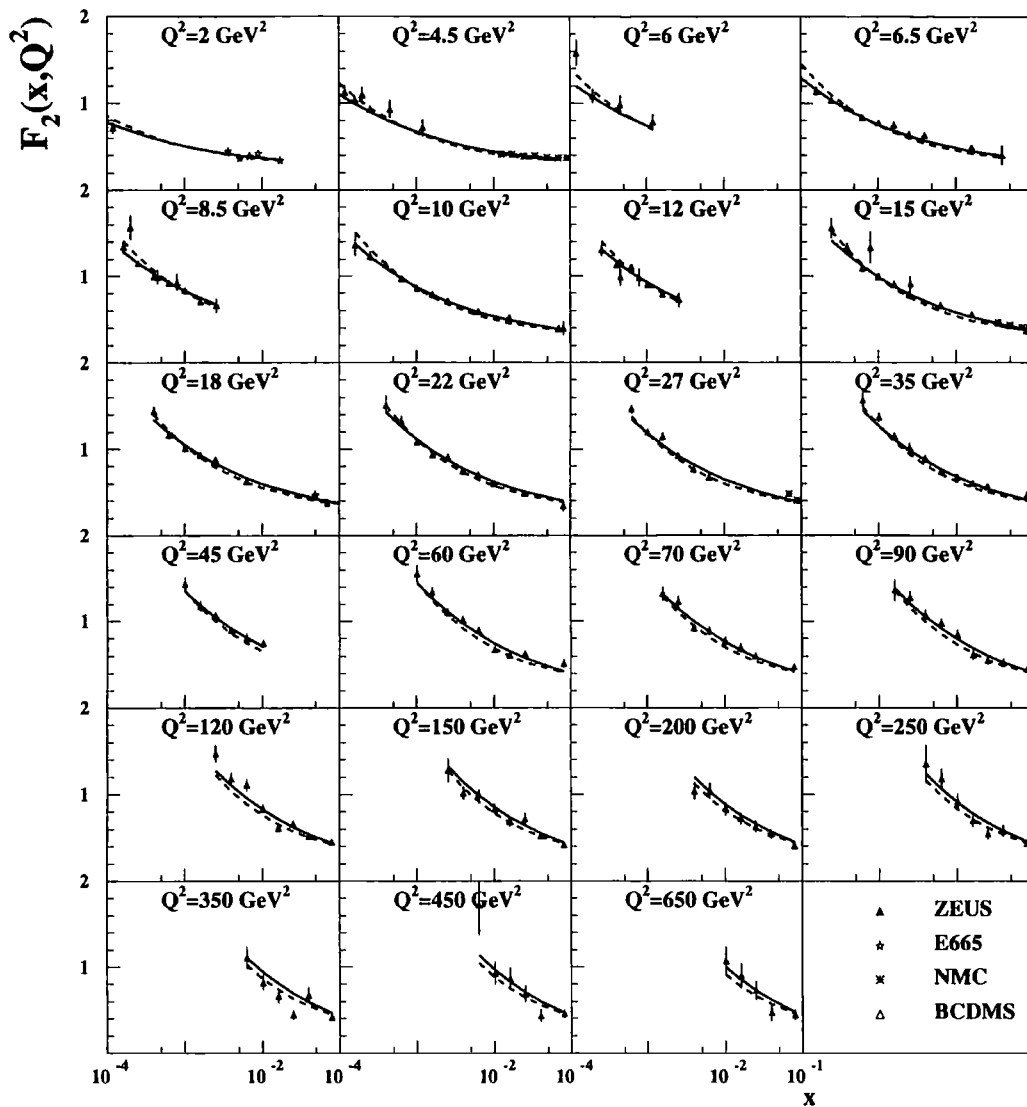 F₂(x,Q²)
2
Q²=2 GeV² Q²=4.5 GeV² Q²=6 GeV² Q²=6.5 GeV²
1
2
Q²=8.5 GeV² Q²=10 GeV² Q²=12 GeV² Q²=15 GeV²
1
2
Q²=18 GeV² Q²=22 GeV² Q²=27 GeV² Q²=35 GeV²
1
2
Q²=45 GeV² Q²=60 GeV² Q²=70 GeV² Q²=90 GeV²
1
2
Q²=120 GeV² Q²=150 GeV² Q²=200 GeV² Q²=250 GeV²
1
2
Q²=350 GeV² Q²=450 GeV² Q²=650 GeV²
ZEUS
E665
1
NMC
BCDMS
10⁻⁴ 10⁻² 10⁻⁴ 10⁻² 10⁻⁴ 10⁻² 10⁻¹
x